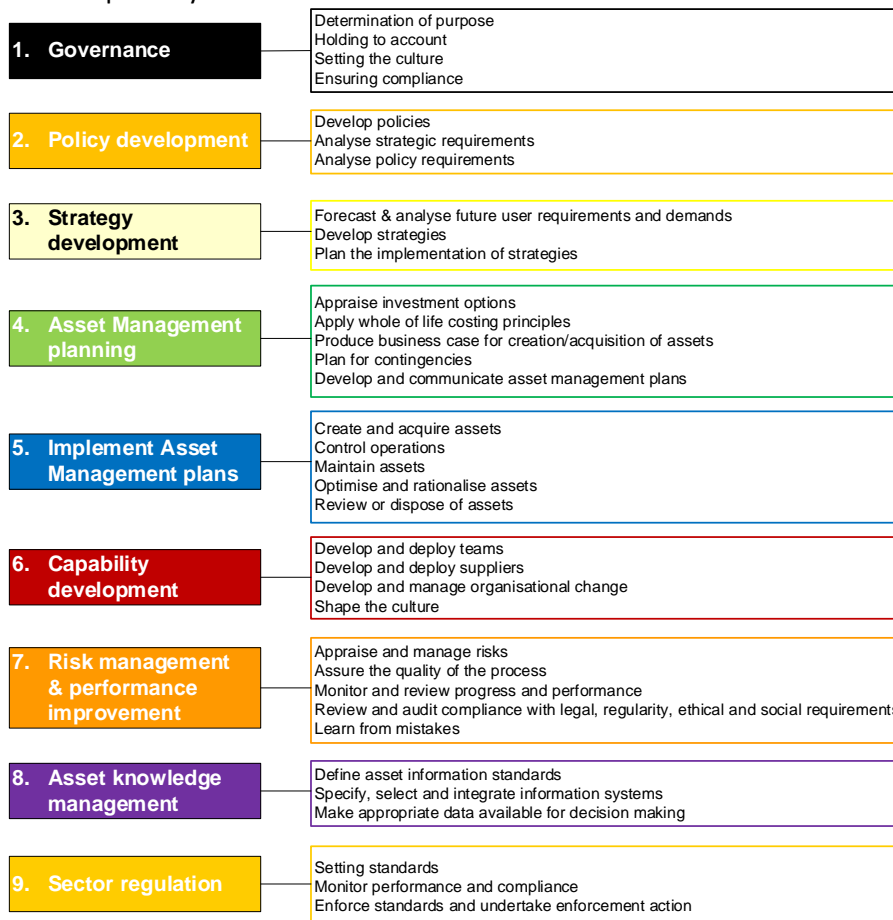 1. Governance
Determination of purpose
Holding to account
Setting the culture
Ensuring compliance
2. Policy development
Develop policies
Analyse strategic requirements
Analyse policy requirements
3. Strategy
development
Forecast & analyse future user requirements and demands
Develop strategies
Plan the implementation of strategies
4. Asset Management
planning
Appraise investment options
Apply whole of life costing principles
Produce business case for creation/acquisition of assets
Plan for contingencies
Develop and communicate asset management plans
5. Implement Asset
Management plans
Create and acquire assets
Control operations
Maintain assets
Optimise and rationalise assets
Review or dispose of assets
6. Capability
development
Develop and deploy teams
Develop and deploy suppliers
Develop and manage organisational change
Shape the culture
7. Risk management
& performance
improvement
Appraise and manage risks
Assure the quality of the process
Monitor and review progress and performance
Review and audit compliance with legal, regularity, ethical and social requirements
Learn from mistakes
8. Asset knowledge
management
Define asset information standards
Specify, select and integrate information systems
Make appropriate data available for decision making
9. Sector regulation
Setting standards
Monitor performance and compliance
Enforce standards and undertake enforcement action